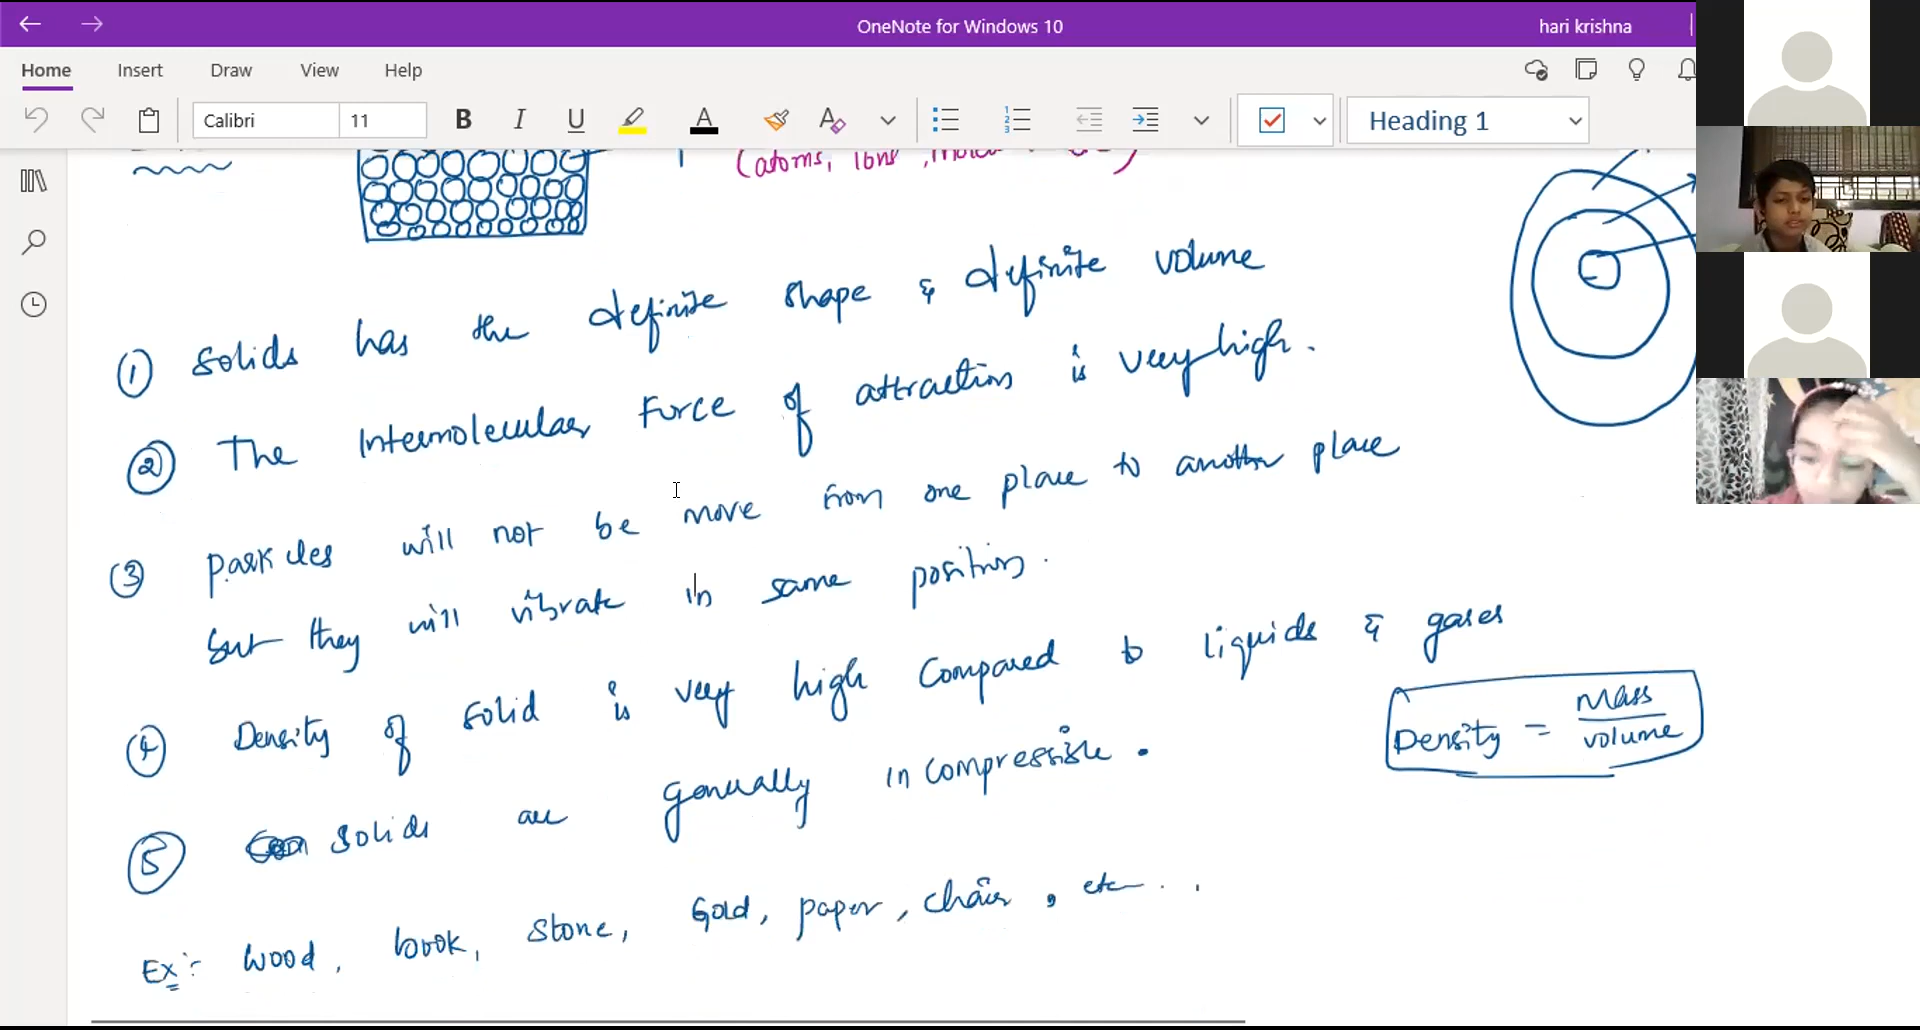 OneNote for Windows 10
hari krishna
Home Insert Draw View Help
Calibri 11 B I U A A Heading 1
(atoms, Ions,
① solids has the definite shape & definite volume
② The Intermolecular Force of attraction is very high.
③ particles will not be move from one place to another place
but they will vibrate in same position.
④ Density of solid is very high compared to liquids & gases
Density = Mass
volume
⑤ solids are generally incompressible.
Ex:- wood, book, stone, Gold, paper, chair, etc...